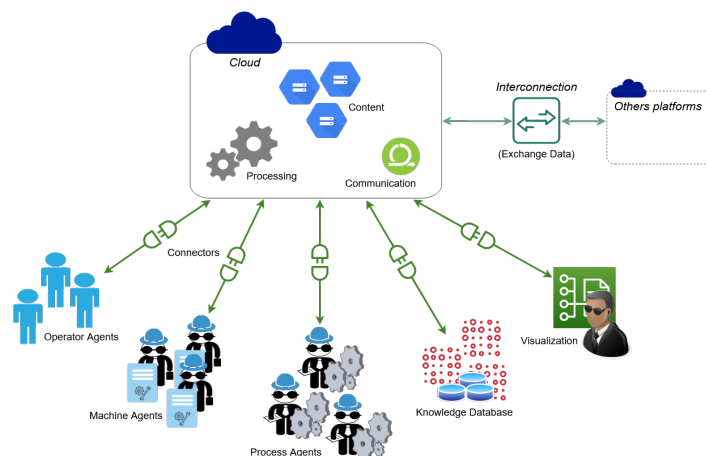 Cloud
Content
Interconnection
Others platforms
(Exchange Data)
Processing
Communication
Connectors
Operator Agents
Visualization
Machine Agents
Knowledge Database
Process Agents